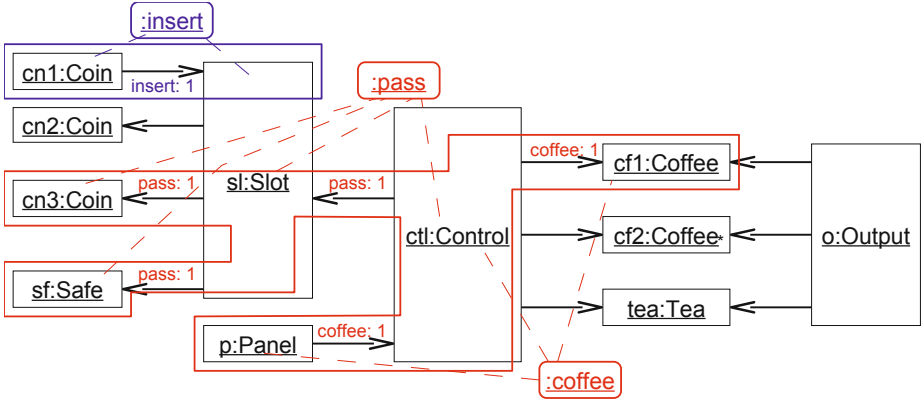 :insert
cn1:Coin
insert: 1
:pass
cn2:Coin
coffee: 1
cf1:Coffee
cn3:Coin
pass: 1
sl:Slot
pass: 1
ctl:Control
cf2:Coffee*
o:Output
sf:Safe
pass: 1
tea:Tea
p:Panel
coffee: 1
:coffee